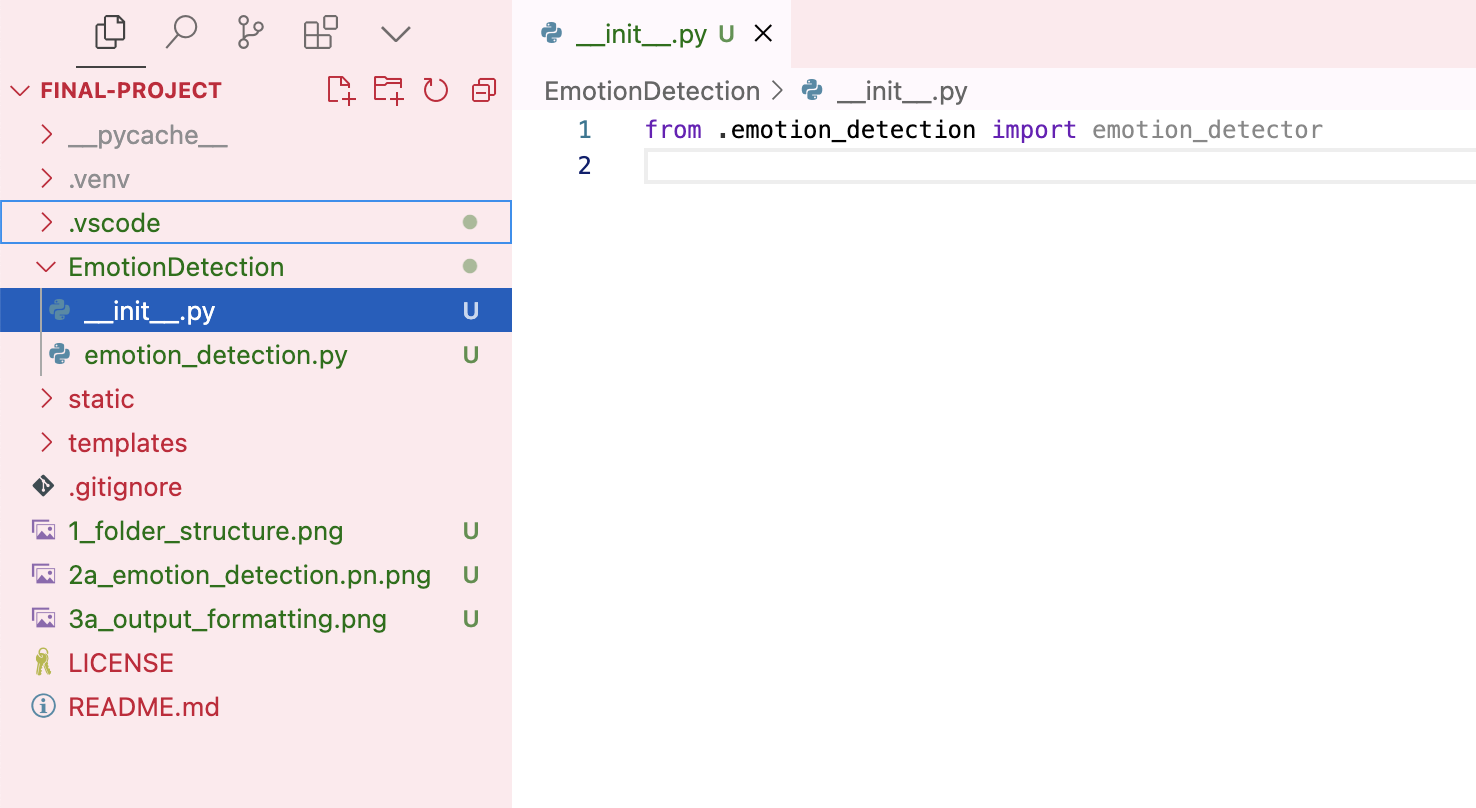 FINAL-PROJECT
__pycache__
.venv
.vscode
EmotionDetection
__init__.py U
emotion_detection.py U
static
templates
.gitignore
1_folder_structure.png U
2a_emotion_detection.pn.png U
3a_output_formatting.png U
LICENSE
README.md
__init__.py U
EmotionDetection > __init__.py
1 from .emotion_detection import emotion_detector
2